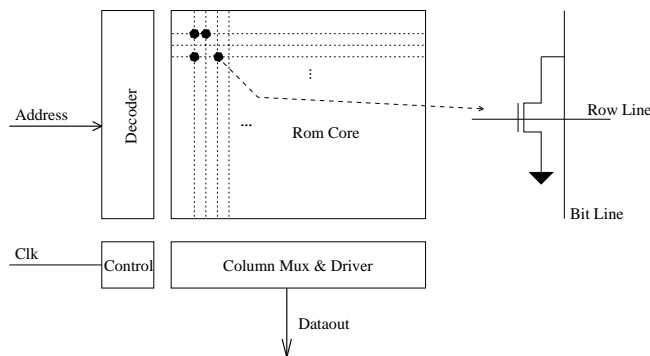 Address
Decoder
Rom Core
Row Line
Bit Line
Clk
Control
Column Mux & Driver
Dataout